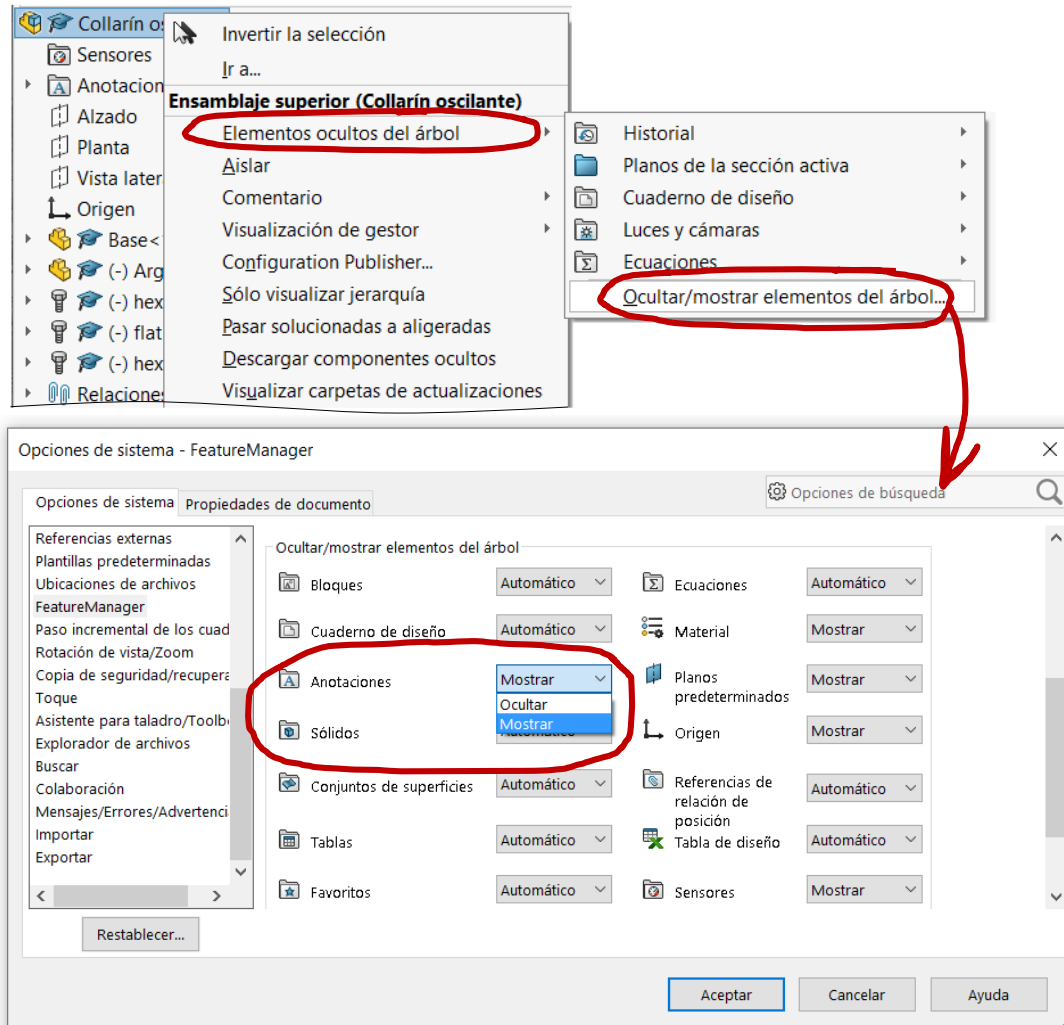 Collarín o
Sensores
Anotacion
Alzado
Planta
Vista later
Origen
Base<
(-) Arg
(-) hex
(-) flat
(-) hex
Relacione
Invertir la selección
Ir a...
Ensamblaje superior (Collarín oscilante)
Elementos ocultos del árbol
Aislar
Comentario
Visualización de gestor
Configuration Publisher...
Sólo visualizar jerarquía
Pasar solucionadas a aligeradas
Descargar componentes ocultos
Visualizar carpetas de actualizaciones
Historial
Planos de la sección activa
Cuaderno de diseño
Luces y cámaras
Ecuaciones
Ocultar/mostrar elementos del árbol...
Opciones de sistema - FeatureManager
Opciones de sistema
Propiedades de documento
Opciones de búsqueda
Referencias externas
Plantillas predeterminadas
Ubicaciones de archivos
FeatureManager
Paso incremental de los cuad
Rotación de vista/Zoom
Copia de seguridad/recupera
Toque
Asistente para taladro/Toolb
Explorador de archivos
Buscar
Colaboración
Mensajes/Errores/Advertenci
Importar
Exportar
Restablecer...
Ocultar/mostrar elementos del árbol
Bloques Automático
Cuaderno de diseño Automático
Anotaciones Mostrar
Ocultar
Mostrar
Sólidos Automático
Conjuntos de superficies Automático
Tablas Automático
Favoritos Automático
Ecuaciones Automático
Material Mostrar
Planos Mostrar
predeterminados
Origen Mostrar
Referencias de Automático
relación de
posición
Tabla de diseño Automático
Sensores Mostrar
Aceptar
Cancelar
Ayuda